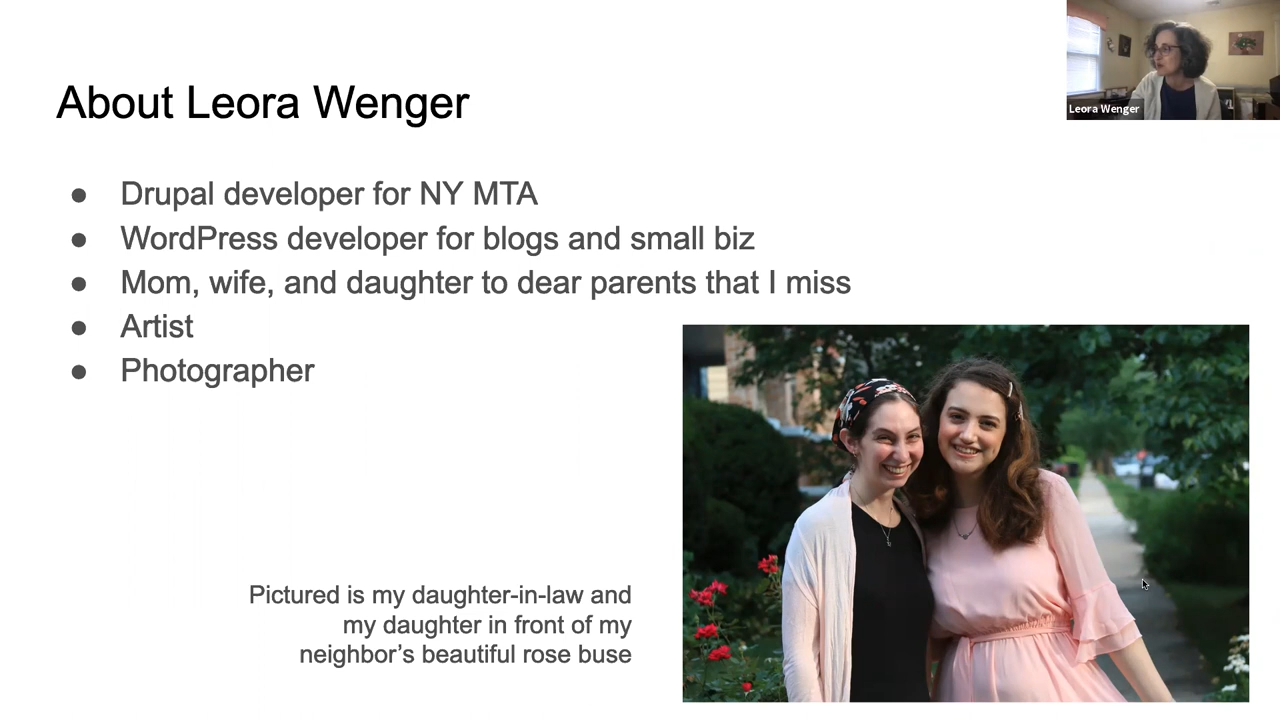 About Leora Wenger
Leora Wenger
● Drupal developer for NY MTA
● WordPress developer for blogs and small biz
● Mom, wife, and daughter to dear parents that I miss
● Artist
● Photographer
Pictured is my daughter-in-law and
my daughter in front of my
neighbor’s beautiful rose buse